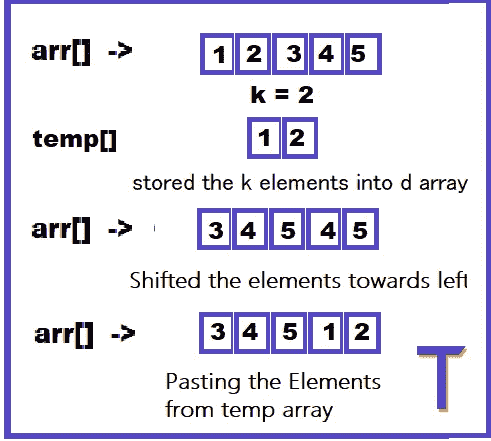 arr[] -> 1 2 3 4 5
k = 2
temp[] 1 2
stored the k elements into d array
arr[] -> 3 4 5 4 5
Shifted the elements towards left
arr[] -> 3 4 5 1 2
Pasting the Elements
from temp array
T